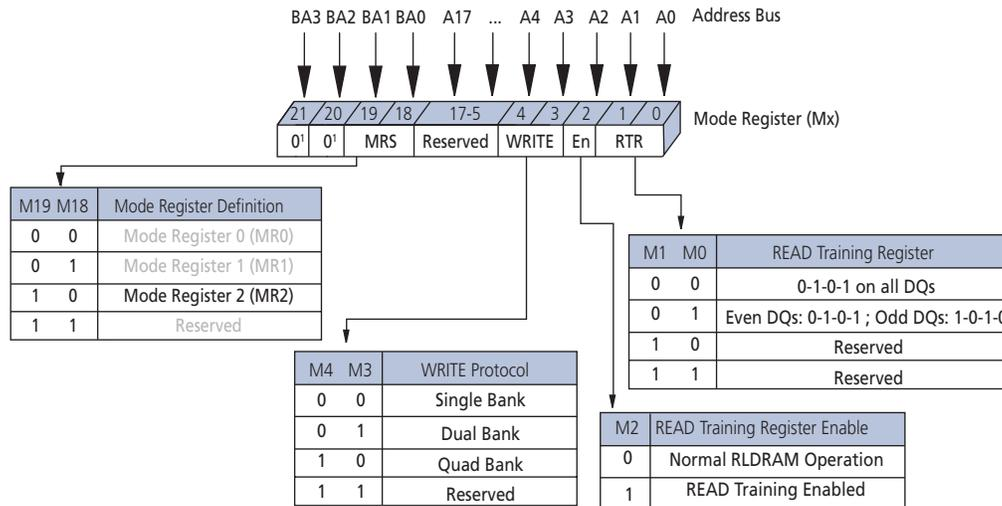 BA3 BA2 BA1 BA0 A17 ... A4 A3 A2 A1 A0 Address Bus
21 20 19 18 17-5 4 3 2 1 0 Mode Register (Mx)
0¹ 0¹ MRS Reserved WRITE En RTR
M19 M18 Mode Register Definition
0 0 Mode Register 0 (MR0)
0 1 Mode Register 1 (MR1)
1 0 Mode Register 2 (MR2)
1 1 Reserved
M1 M0 READ Training Register
0 0 0-1-0-1 on all DQs
0 1 Even DQs: 0-1-0-1 ; Odd DQs: 1-0-1-0
1 0 Reserved
1 1 Reserved
M4 M3 WRITE Protocol
0 0 Single Bank
0 1 Dual Bank
1 0 Quad Bank
1 1 Reserved
M2 READ Training Register Enable
0 Normal RLDRAM Operation
1 READ Training Enabled